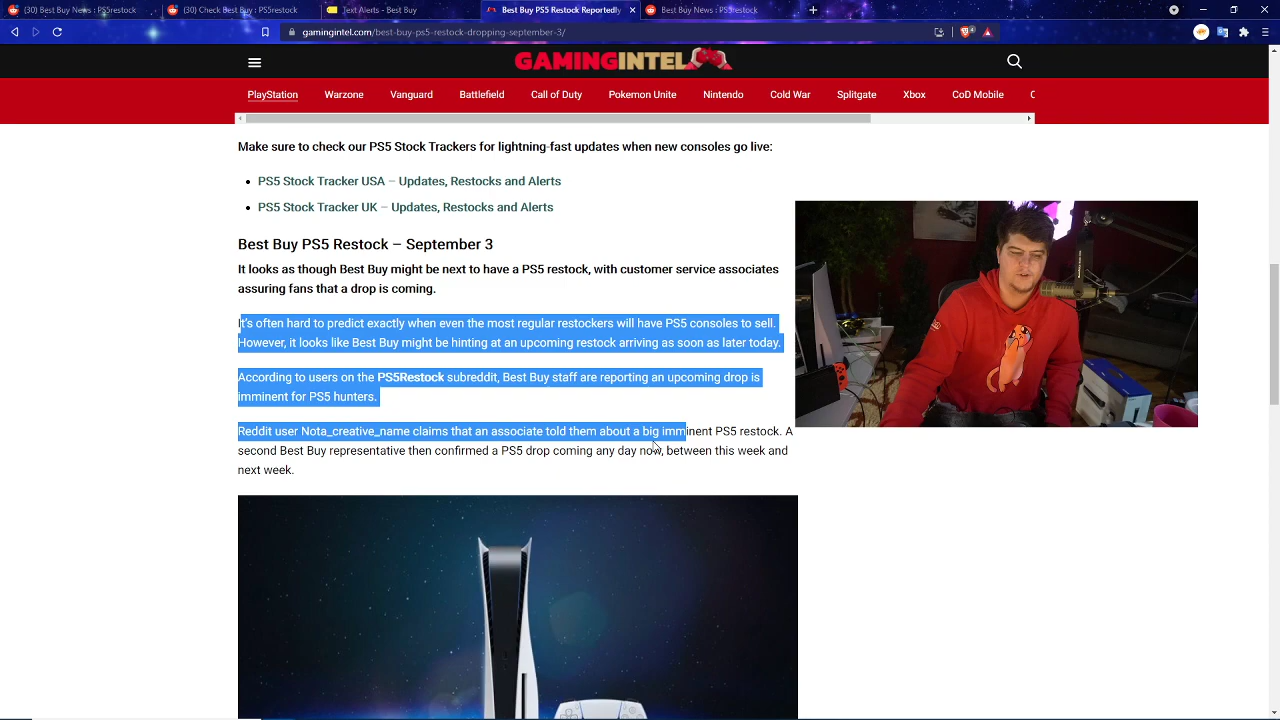 (30) Best Buy News : PS5restock
(30) Check Best Buy : PS5restock
Text Alerts - Best Buy
Best Buy PS5 Restock Reportedly
Best Buy News : PS5restock
gamingintel.com/best-buy-ps5-restock-dropping-september-3/
GAMINGINTEL
PlayStation Warzone Vanguard Battlefield Call of Duty Pokemon Unite Nintendo Cold War Splitgate Xbox CoD Mobile C
Make sure to check our PS5 Stock Trackers for lightning-fast updates when new consoles go live:
PS5 Stock Tracker USA – Updates, Restocks and Alerts
PS5 Stock Tracker UK – Updates, Restocks and Alerts
Best Buy PS5 Restock – September 3
It looks as though Best Buy might be next to have a PS5 restock, with customer service associates
assuring fans that a drop is coming.
It's often hard to predict exactly when even the most regular restockers will have PS5 consoles to sell.
However, it looks like Best Buy might be hinting at an upcoming restock arriving as soon as later today.
According to users on the PS5Restock subreddit, Best Buy staff are reporting an upcoming drop is
imminent for PS5 hunters.
Reddit user Nota_creative_name claims that an associate told them about a big imminent PS5 restock. A
second Best Buy representative then confirmed a PS5 drop coming any day now, between this week and
next week.